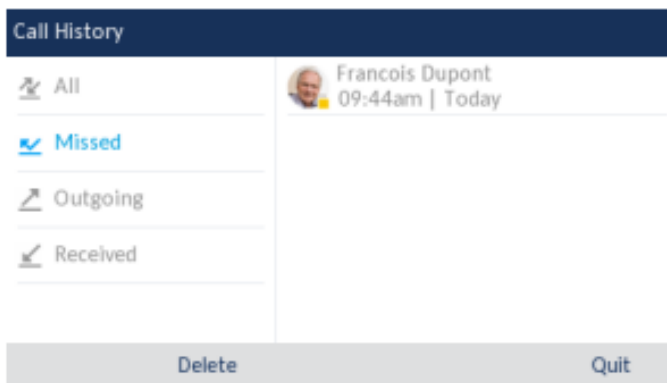 Call History
All
Missed
Outgoing
Received
Francois Dupont
09:44am | Today
Delete
Quit